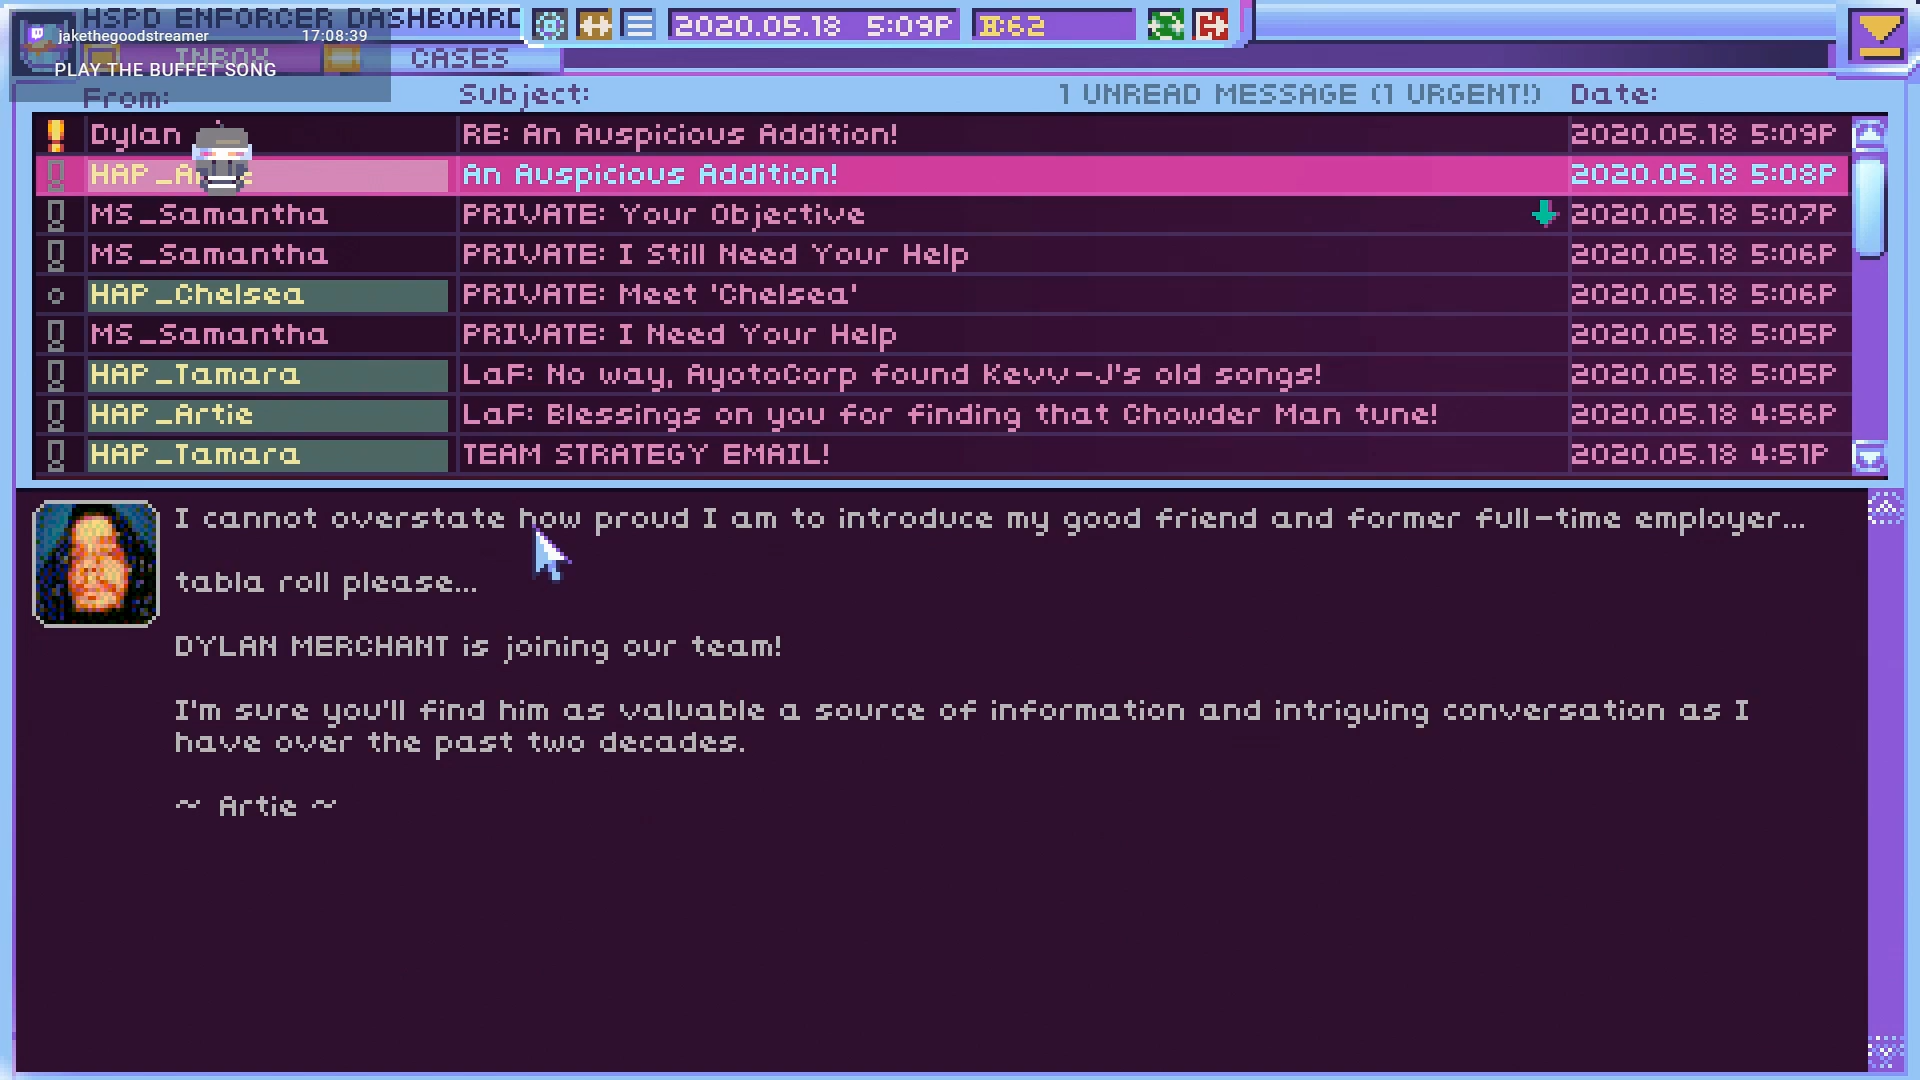 HSPD ENFORCER DASHBOARD
2020.05.18 5:09P
62
jakethegoodstreamer 17:08:39
INBOX
CASES
PLAY THE BUFFET SONG
From:
Subject:
1 UNREAD MESSAGE (1 URGENT!)
Date:
Dylan RE: An Auspicious Addition! 2020.05.18 5:09P
HAP_Artie An Auspicious Addition! 2020.05.18 5:08P
MS_Samantha PRIVATE: Your Objective 2020.05.18 5:07P
MS_Samantha PRIVATE: I Still Need Your Help 2020.05.18 5:06P
HAP_Chelsea PRIVATE: Meet 'Chelsea' 2020.05.18 5:06P
MS_Samantha PRIVATE: I Need Your Help 2020.05.18 5:05P
HAP_Tamara LaF: No way, AyotoCorp found Kevv-J's old songs! 2020.05.18 5:05P
HAP_Artie LaF: Blessings on you for finding that Chowder Man tune! 2020.05.18 4:56P
HAP_Tamara TEAM STRATEGY EMAIL! 2020.05.18 4:51P
I cannot overstate how proud I am to introduce my good friend and former full-time employer...
tabla roll please...
DYLAN MERCHANT is joining our team!
I'm sure you'll find him as valuable a source of information and intriguing conversation as I
have over the past two decades.
~ Artie ~